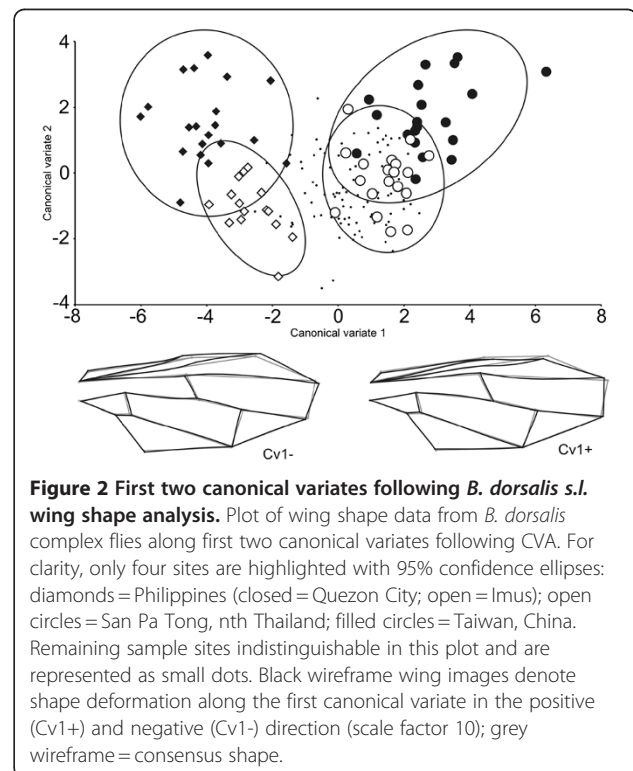 4
2
0
-2
-4
Canonical variate 2
-8 -6 -4 -2 0 2 4 6 8
Canonical variate 1
Cv1- Cv1+
Figure 2 First two canonical variates following B. dorsalis s.l.
wing shape analysis. Plot of wing shape data from B. dorsalis
complex flies along first two canonical variates following CVA. For
clarity, only four sites are highlighted with 95% confidence ellipses:
diamonds = Philippines (closed = Quezon City; open = Imus); open
circles = San Pa Tong, nth Thailand; filled circles = Taiwan, China.
Remaining sample sites indistinguishable in this plot and are
represented as small dots. Black wireframe wing images denote
shape deformation along the first canonical variate in the positive
(Cv1+) and negative (Cv1-) direction (scale factor 10); grey
wireframe = consensus shape.